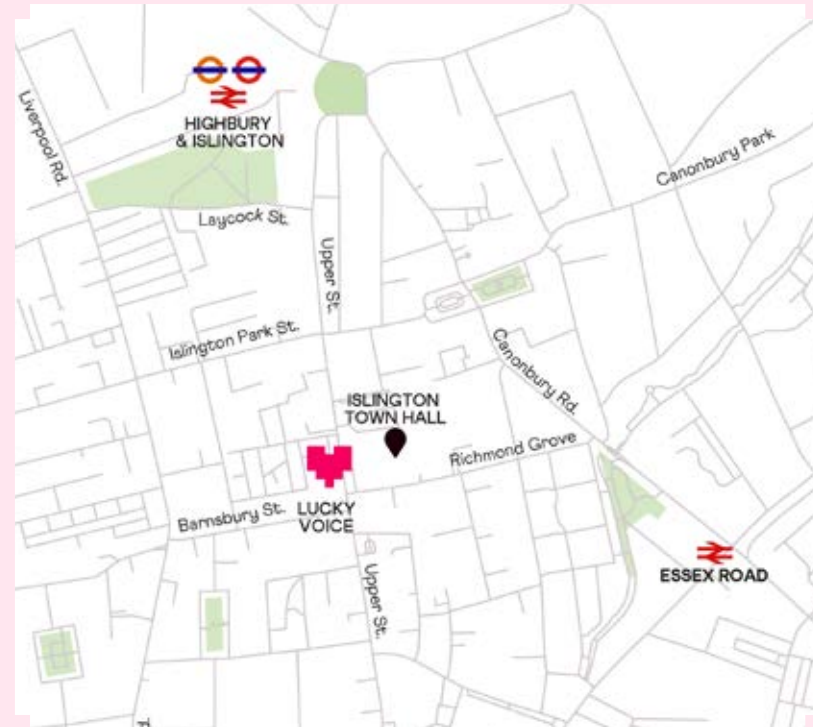 Liverpool Rd.
HIGHBURY
& ISLINGTON
Canonbury Park
Laycock St.
Upper St.
Islington Park St.
Canonbury Rd.
ISLINGTON
TOWN HALL
Richmond Grove
Barnsbury St.
LUCKY
VOICE
ESSEX ROAD
Upper St.